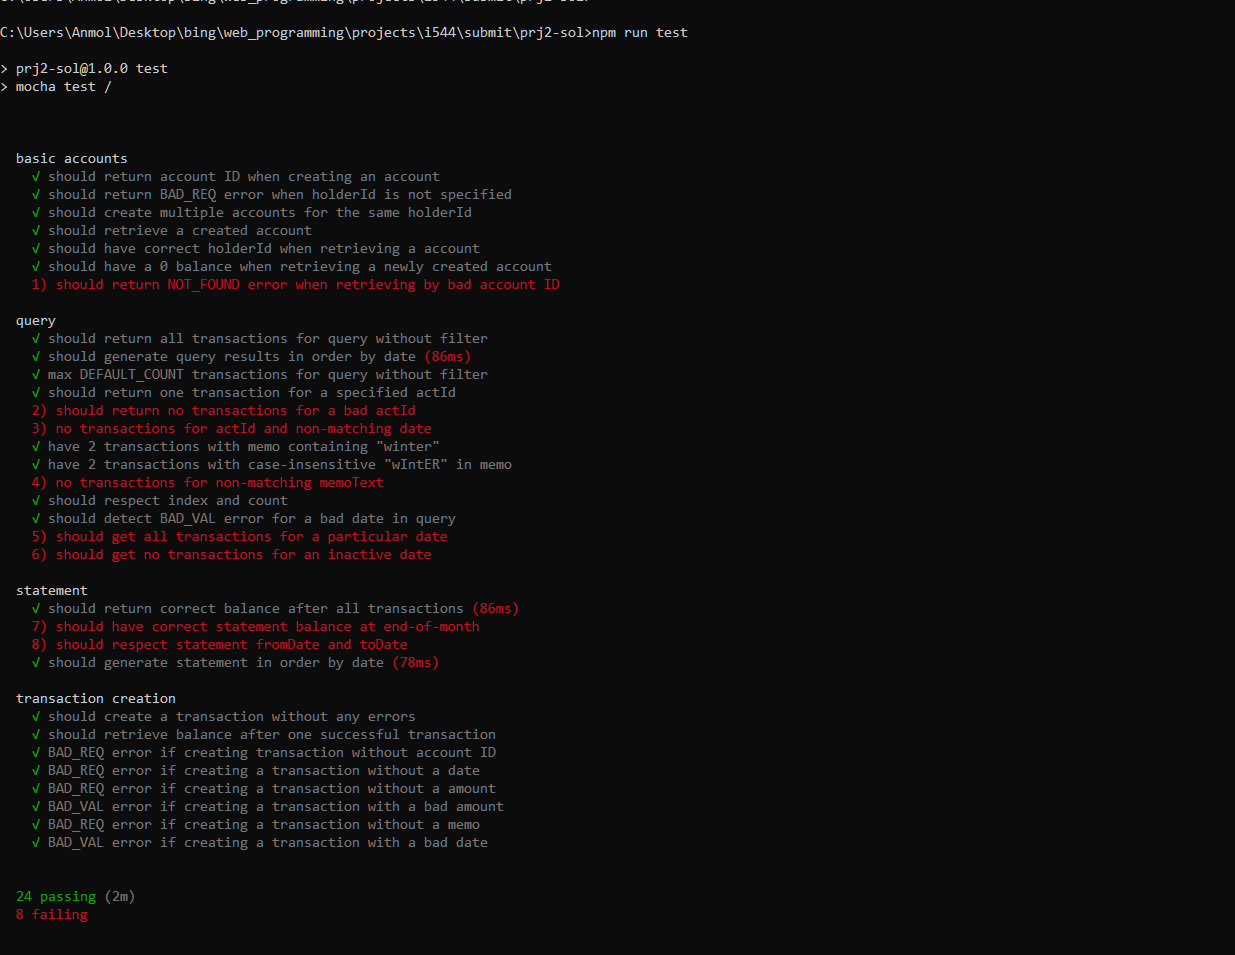 C:\Users\Anmol\Desktop\bing\web_programming\projects\i544\submit\prj2-sol>
C:\Users\Anmol\Desktop\bing\web_programming\projects\i544\submit\prj2-sol>npm run test
> prj2-sol@1.0.0 test
> mocha test /
basic accounts
√ should return account ID when creating an account
√ should return BAD_REQ error when holderId is not specified
√ should create multiple accounts for the same holderId
√ should retrieve a created account
√ should have correct holderId when retrieving a account
√ should have a 0 balance when retrieving a newly created account
1) should return NOT_FOUND error when retrieving by bad account ID
query
√ should return all transactions for query without filter
√ should generate query results in order by date (86ms)
√ max DEFAULT_COUNT transactions for query without filter
√ should return one transaction for a specified actId
2) should return no transactions for a bad actId
3) no transactions for actId and non-matching date
√ have 2 transactions with memo containing "winter"
√ have 2 transactions with case-insensitive "wIntER" in memo
4) no transactions for non-matching memoText
√ should respect index and count
√ should detect BAD_VAL error for a bad date in query
5) should get all transactions for a particular date
6) should get no transactions for an inactive date
statement
√ should return correct balance after all transactions (86ms)
7) should have correct statement balance at end-of-month
8) should respect statement fromDate and toDate
√ should generate statement in order by date (78ms)
transaction creation
√ should create a transaction without any errors
√ should retrieve balance after one successful transaction
√ BAD_REQ error if creating transaction without account ID
√ BAD_REQ error if creating a transaction without a date
√ BAD_REQ error if creating a transaction without a amount
√ BAD_VAL error if creating a transaction with a bad amount
√ BAD_REQ error if creating a transaction without a memo
√ BAD_VAL error if creating a transaction with a bad date
24 passing (2m)
8 failing